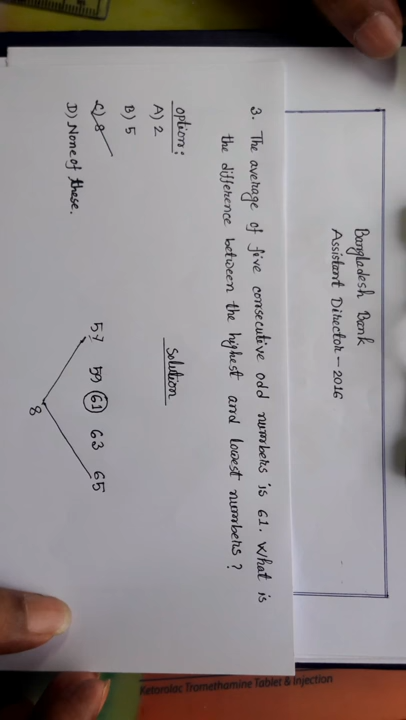 Bangladesh Bank
Assistant Director - 2016
3. The average of five consecutive odd numbers is 61. What is
the difference between the highest and lowest numbers?
option:
A) 2
B) 5
C) 8
D) None of these.
Solution
57 59 61 63 65
8
Ketorolac Tromethamine Tablet & Injection